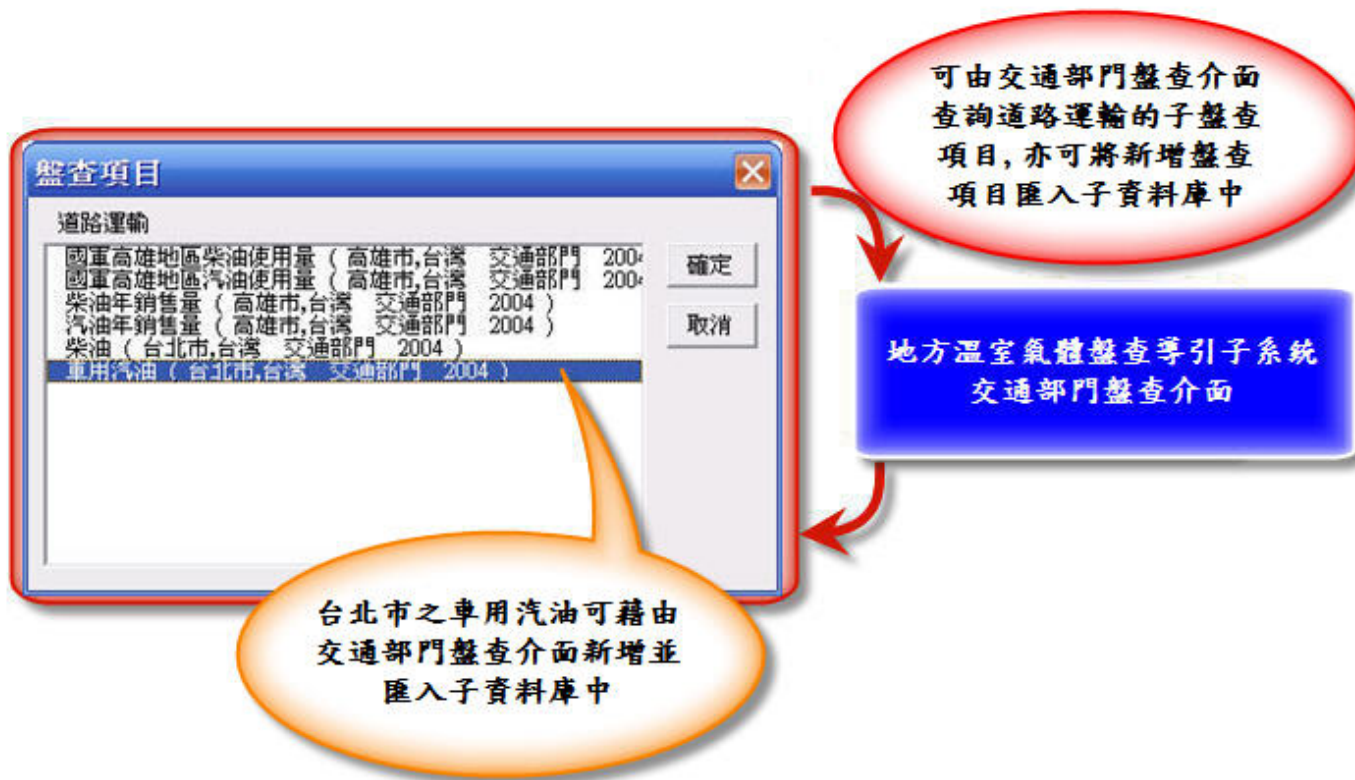 可由交通部門盤查介面
查詢道路運輸的子盤查
項目,亦可將新增盤查
項目匯入子資料庫中
盤查項目
道路運輸
國軍高雄地區柴油使用量 ( 高雄市,台灣 交通部門 2004
國軍高雄地區汽油使用量 ( 高雄市,台灣 交通部門 2004
柴油年銷售量 ( 高雄市,台灣 交通部門 2004 )
汽油年銷售量 ( 高雄市,台灣 交通部門 2004 )
柴油 ( 台北市,台灣 交通部門 2004 )
車用汽油 ( 台北市,台灣 交通部門 2004 )
確定
取消
地方溫室氣體盤查導引子系統
交通部門盤查介面
台北市之車用汽油可藉由
交通部門盤查介面新增並
匯入子資料庫中